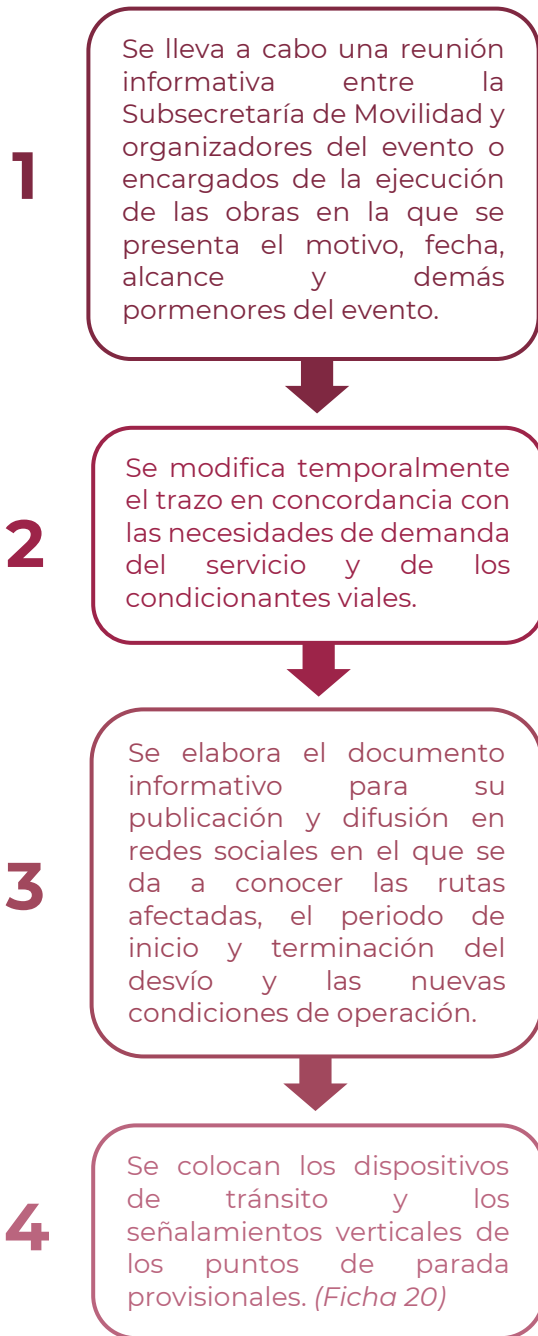 1
Se lleva a cabo una reunión
informativa entre la
Subsecretaría de Movilidad y
organizadores del evento o
encargados de la ejecución
de las obras en la que se
presenta el motivo, fecha,
alcance y demás
pormenores del evento.
2
Se modifica temporalmente
el trazo en concordancia con
las necesidades de demanda
del servicio y de los
condicionantes viales.
3
Se elabora el documento
informativo para su
publicación y difusión en
redes sociales en el que se
da a conocer las rutas
afectadas, el periodo de
inicio y terminación del
desvío y las nuevas
condiciones de operación.
4
Se colocan los dispositivos
de tránsito y los
señalamientos verticales de
los puntos de parada
provisionales. (Ficha 20)